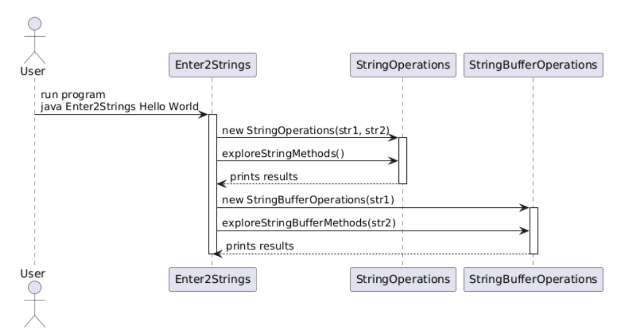 User
Enter2Strings
StringOperations
StringBufferOperations
run program
java Enter2Strings Hello World
new StringOperations(str1, str2)
exploreStringMethods()
prints results
new StringBufferOperations(str1)
exploreStringBufferMethods(str2)
prints results
User
Enter2Strings
StringOperations
StringBufferOperations